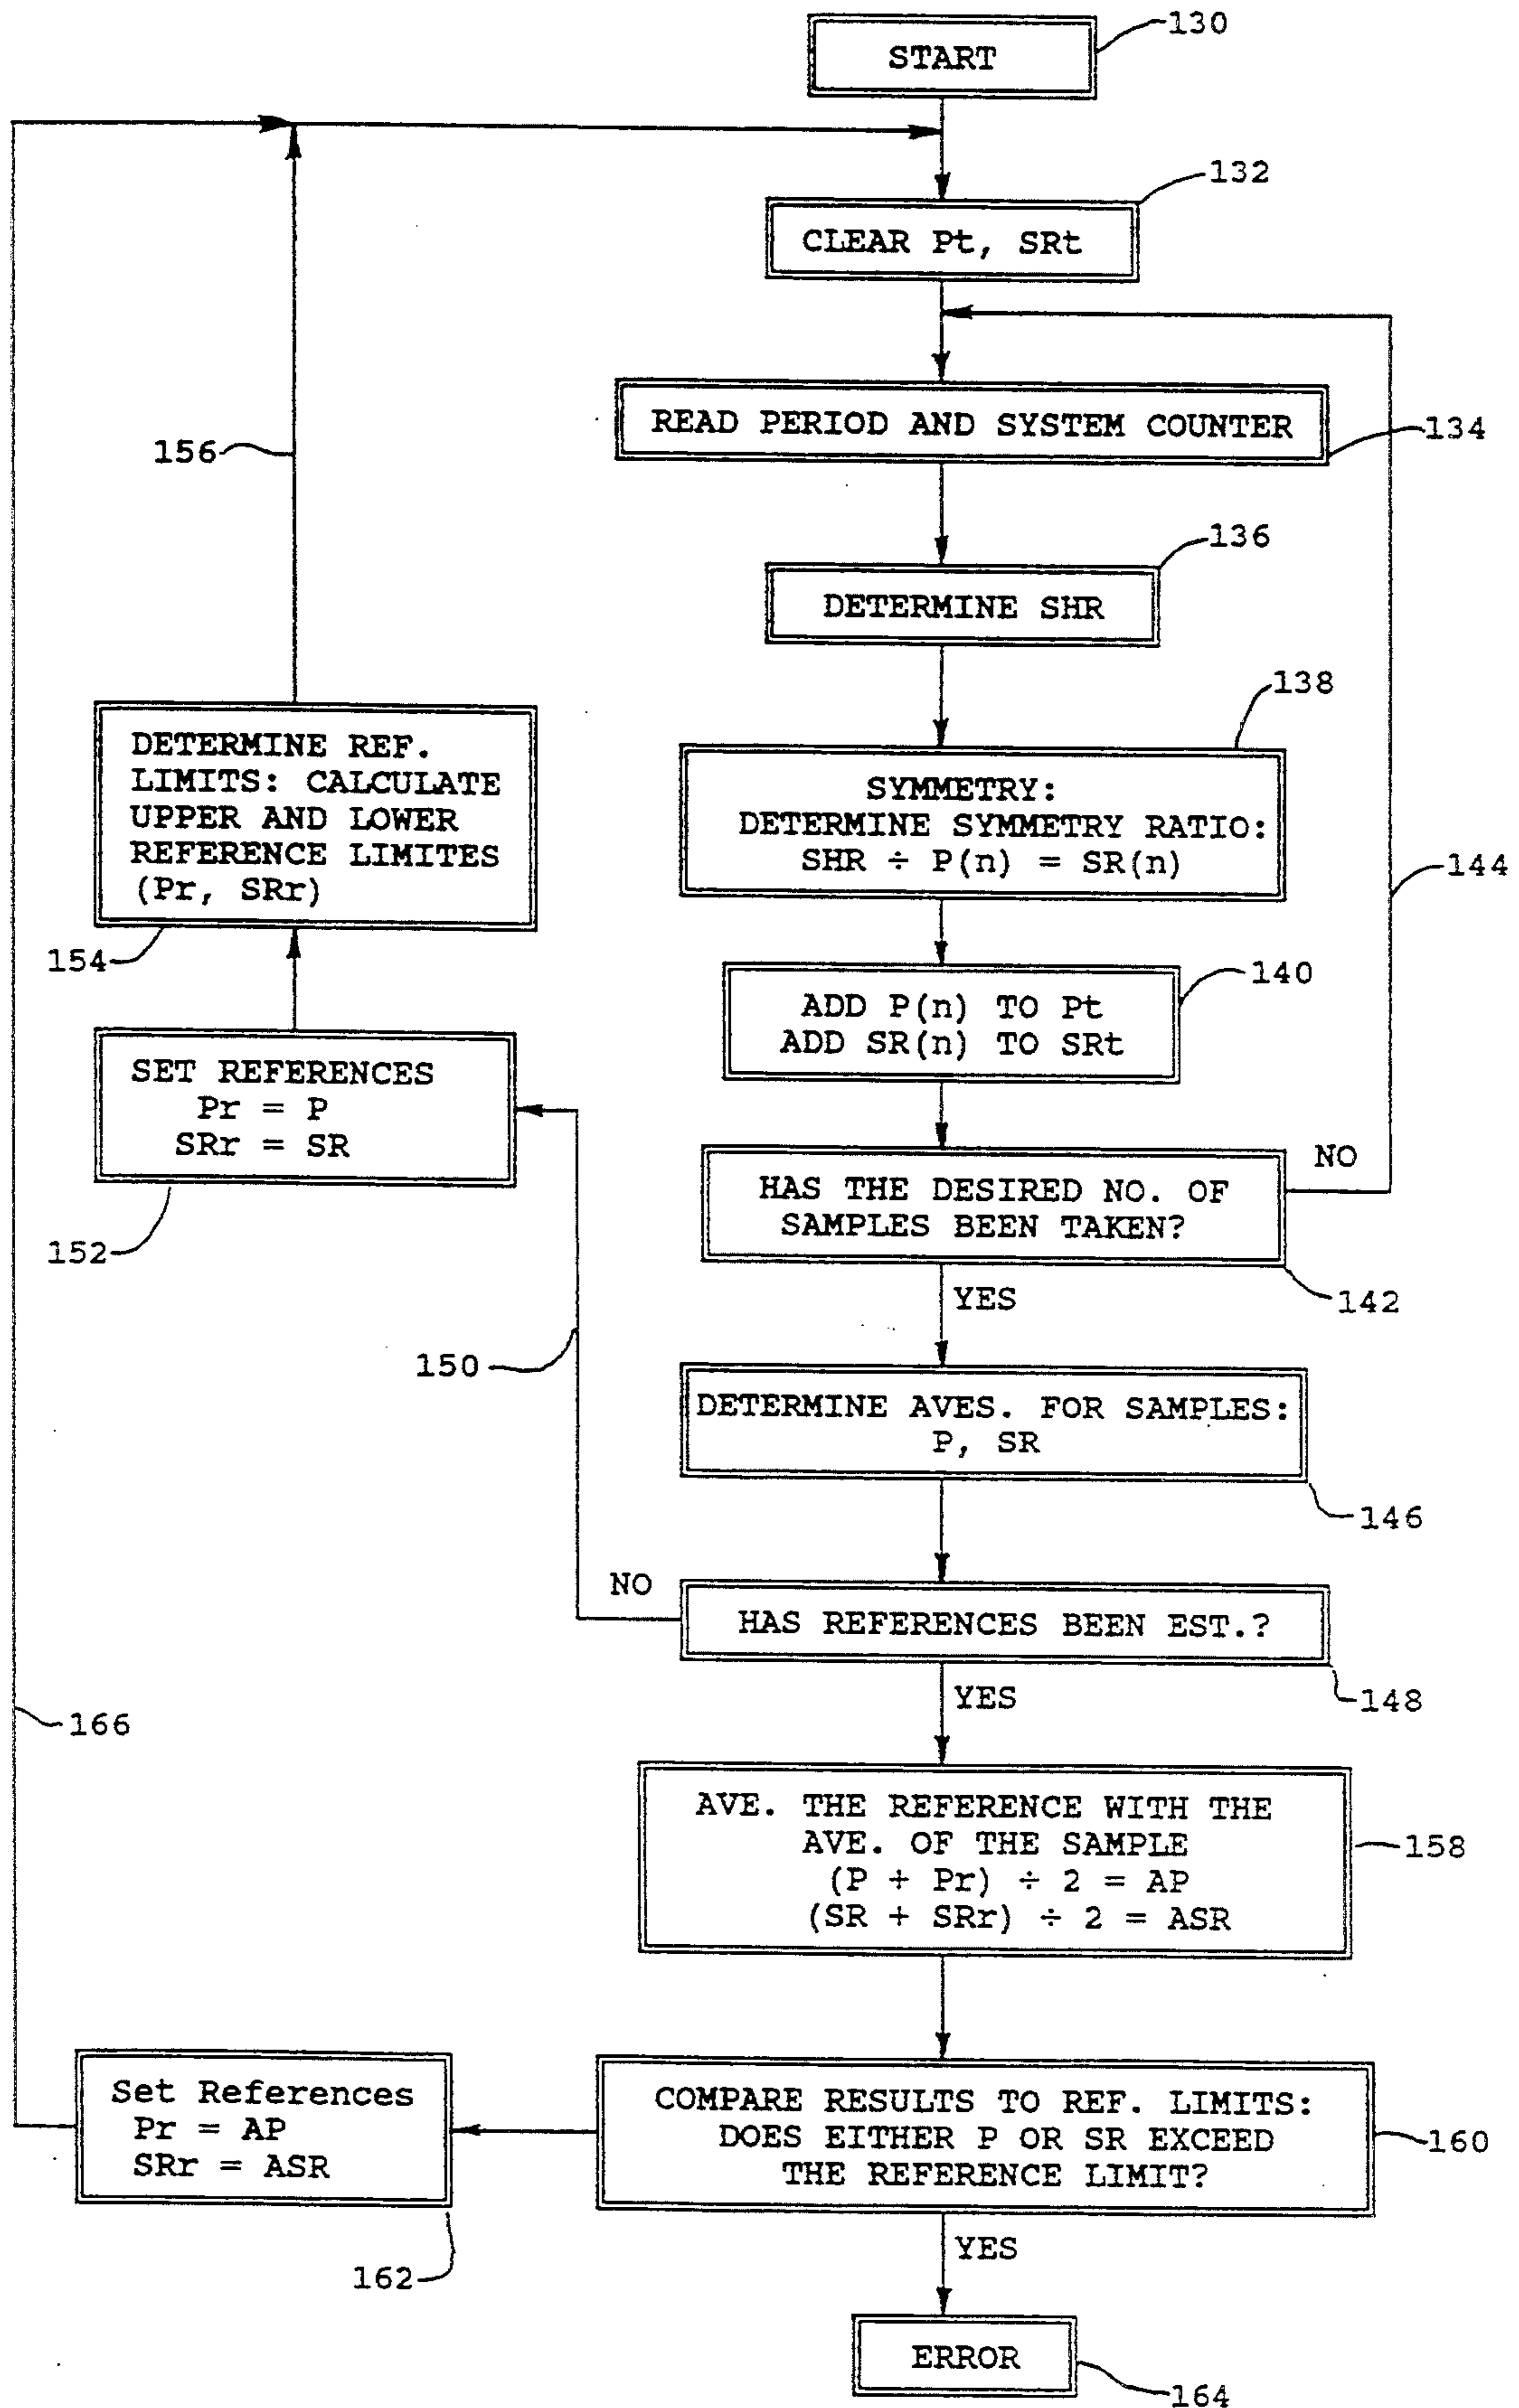 START
130
132
CLEAR Pt, SRt
READ PERIOD AND SYSTEM COUNTER
134
156
136
DETERMINE SHR
138
SYMMETRY:
DETERMINE SYMMETRY RATIO:
SHR ÷ P(n) = SR(n)
144
DETERMINE REF.
LIMITS: CALCULATE
UPPER AND LOWER
REFERENCE LIMITES
(Pr, SRr)
154
140
ADD P(n) TO Pt
ADD SR(n) TO SRt
SET REFERENCES
Pr = P
SRr = SR
152
NO
HAS THE DESIRED NO. OF
SAMPLES BEEN TAKEN?
142
YES
150
DETERMINE AVES. FOR SAMPLES:
P, SR
146
NO
HAS REFERENCES BEEN EST.?
148
YES
166
AVE. THE REFERENCE WITH THE
AVE. OF THE SAMPLE
(P + Pr) ÷ 2 = AP
(SR + SRr) ÷ 2 = ASR
158
Set References
Pr = AP
SRr = ASR
162
COMPARE RESULTS TO REF. LIMITS:
DOES EITHER P OR SR EXCEED
THE REFERENCE LIMIT?
160
YES
ERROR
164